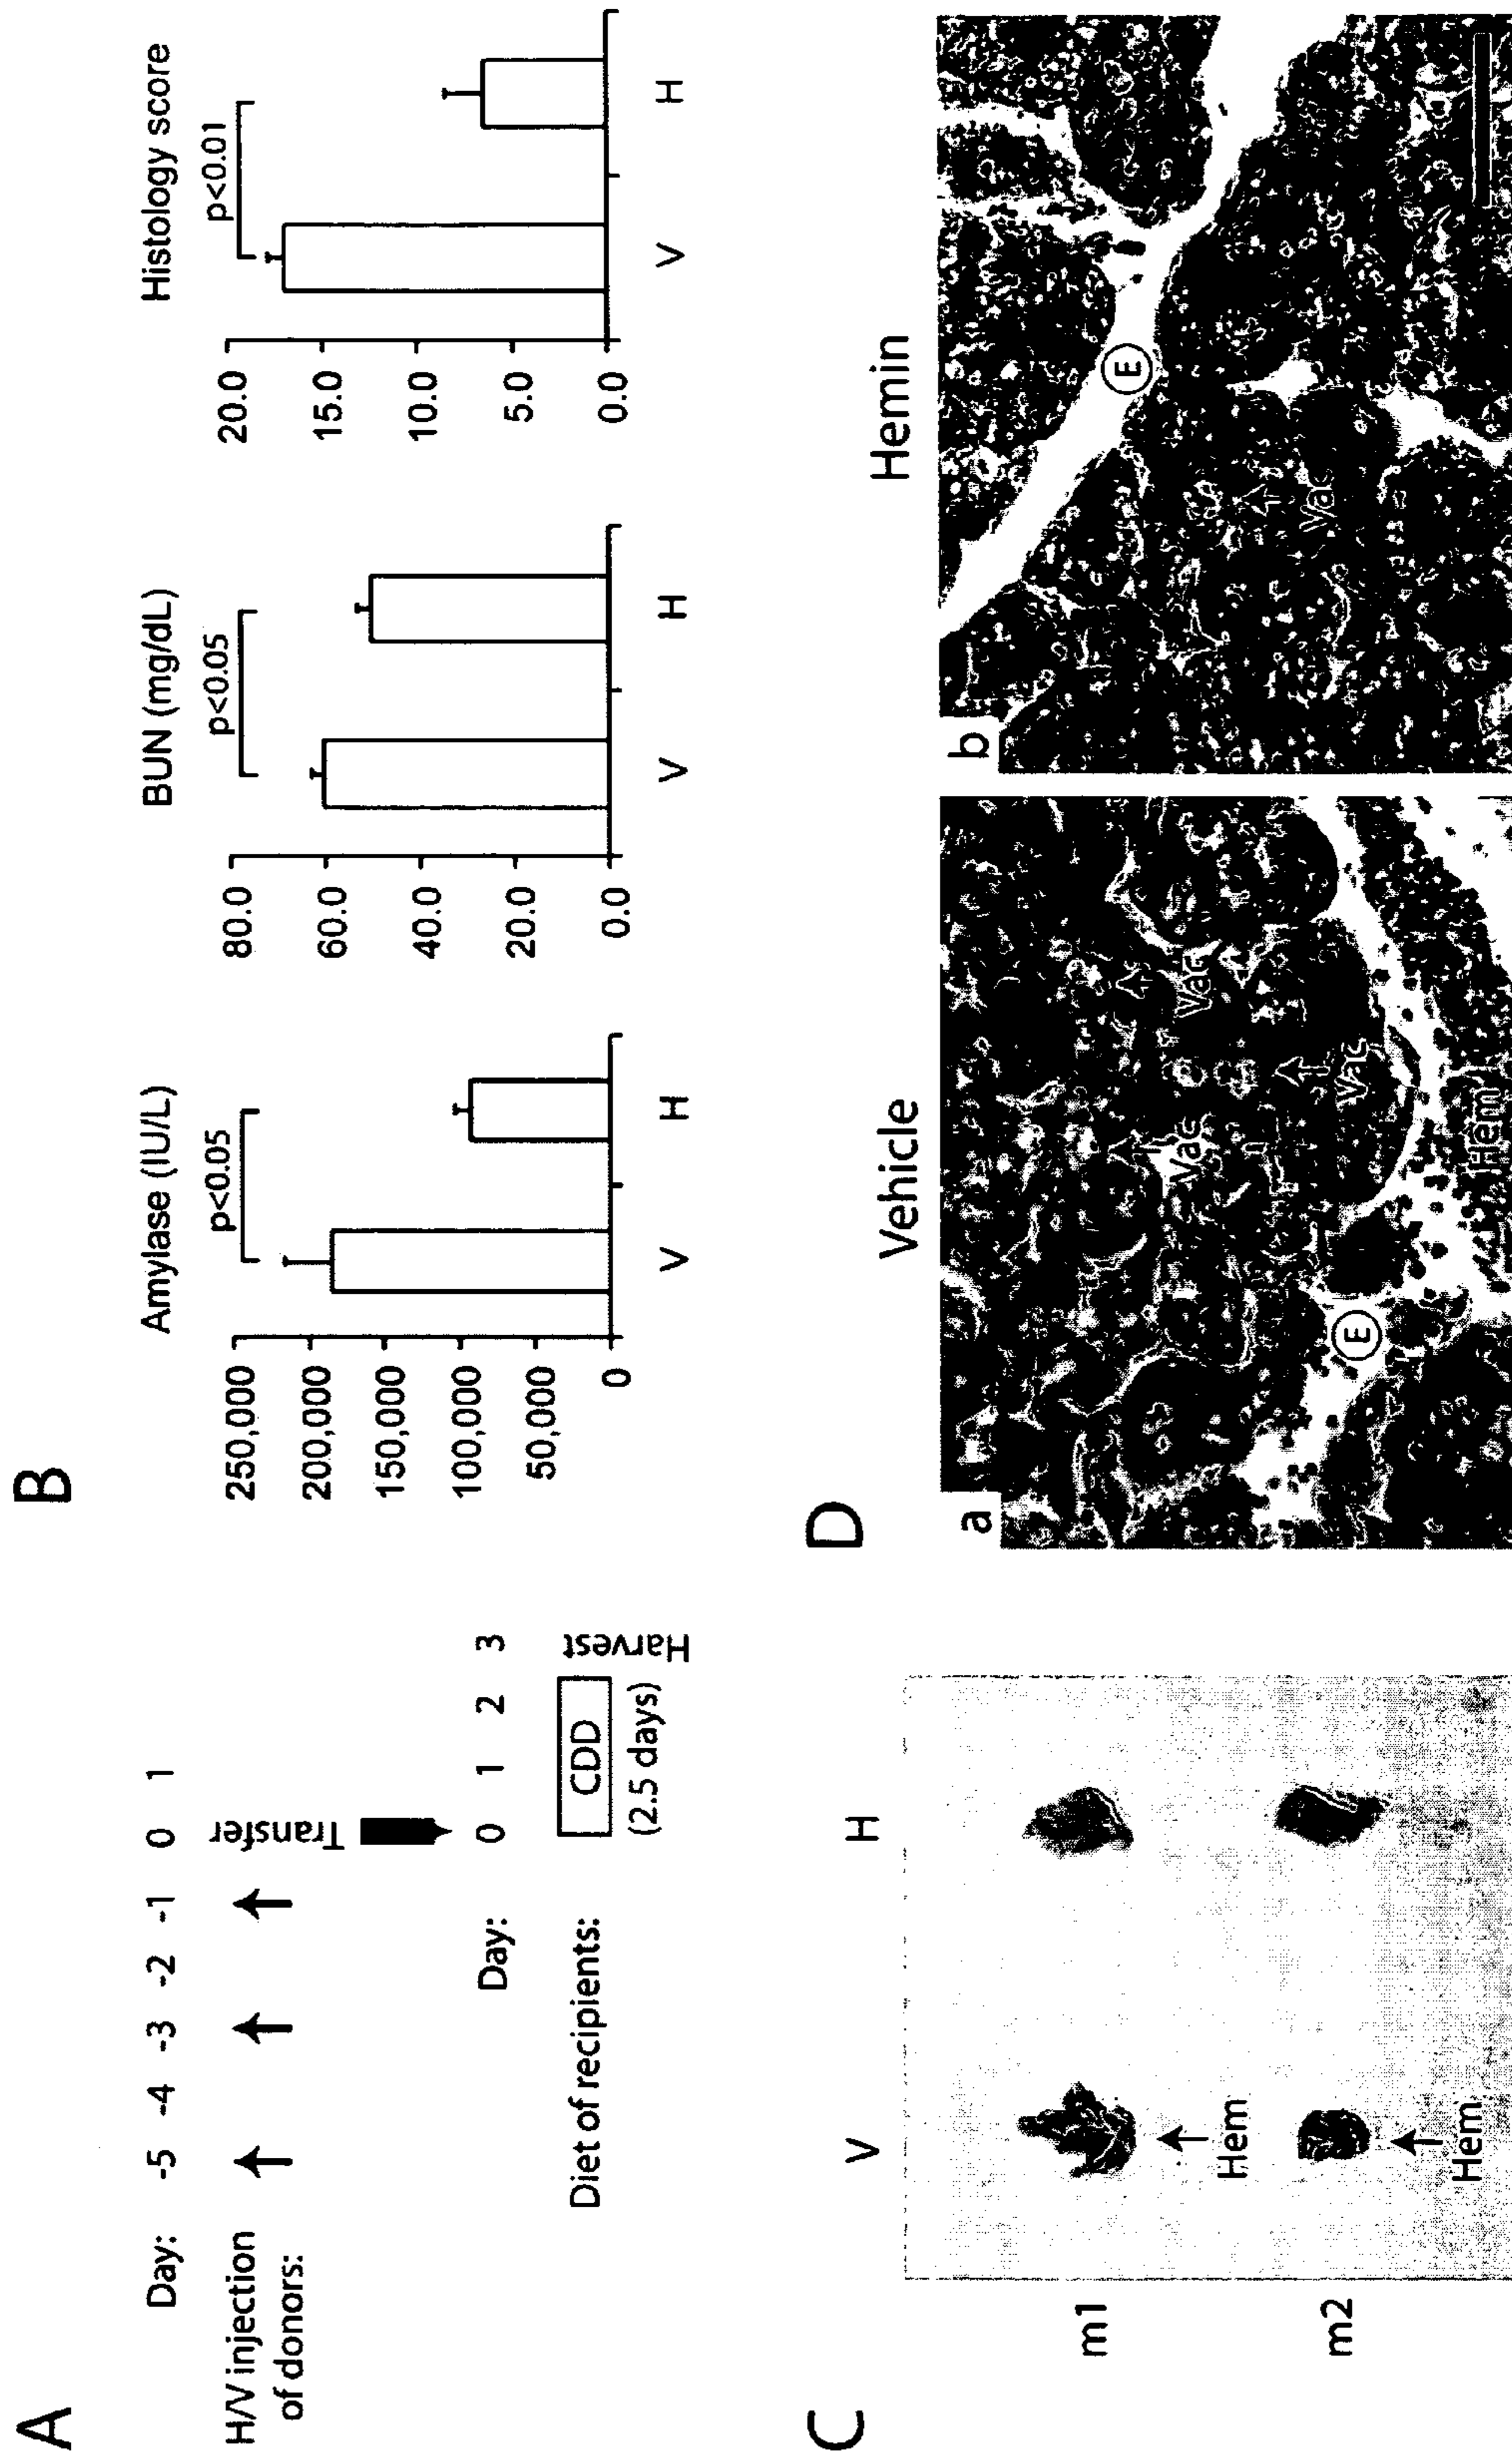 A
Day: -5 -4 -3 -2 -1 0 1
H/V injection
of donors:
Transfer
Day: 0 1 2 3
Diet of recipients:
CDD
(2.5 days)
Harvest
B
Amylase (IU/L)
p<0.05
250,000
200,000
150,000
100,000
50,000
0
V H
BUN (mg/dL)
p<0.05
80.0
60.0
40.0
20.0
0.0
V H
Histology score
p<0.01
20.0
15.0
10.0
5.0
0.0
V H
C
V H
m1
Hem
m2
Hem
D
Vehicle
a
Vac
Vac
Vac
E
Hem
Hemin
b
E
Vac